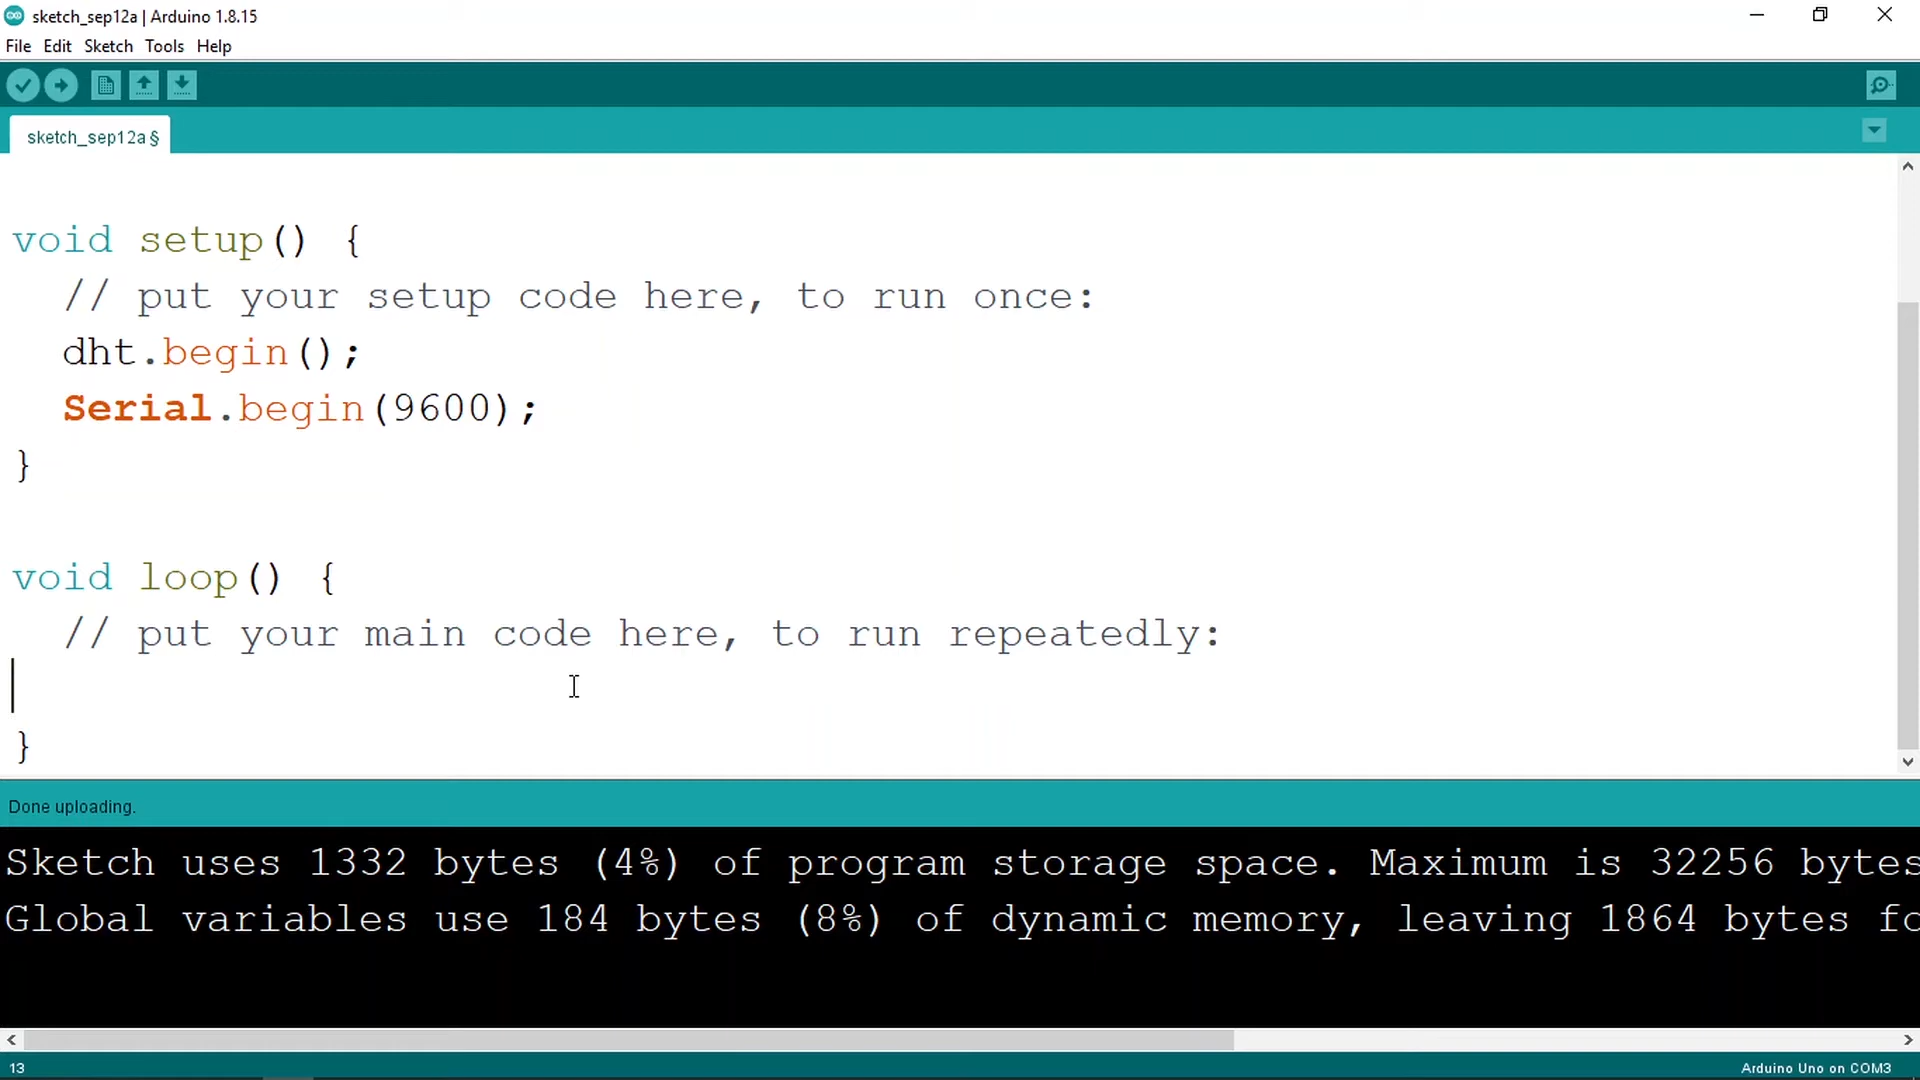 sketch_sep12a | Arduino 1.8.15
File Edit Sketch Tools Help
sketch_sep12a §
void setup() {
  // put your setup code here, to run once:
  dht.begin();
  Serial.begin(9600);
}
void loop() {
  // put your main code here, to run repeatedly:
}
Done uploading.
Sketch uses 1332 bytes (4%) of program storage space. Maximum is 32256 bytes
Global variables use 184 bytes (8%) of dynamic memory, leaving 1864 bytes fo
13
Arduino Uno on COM3